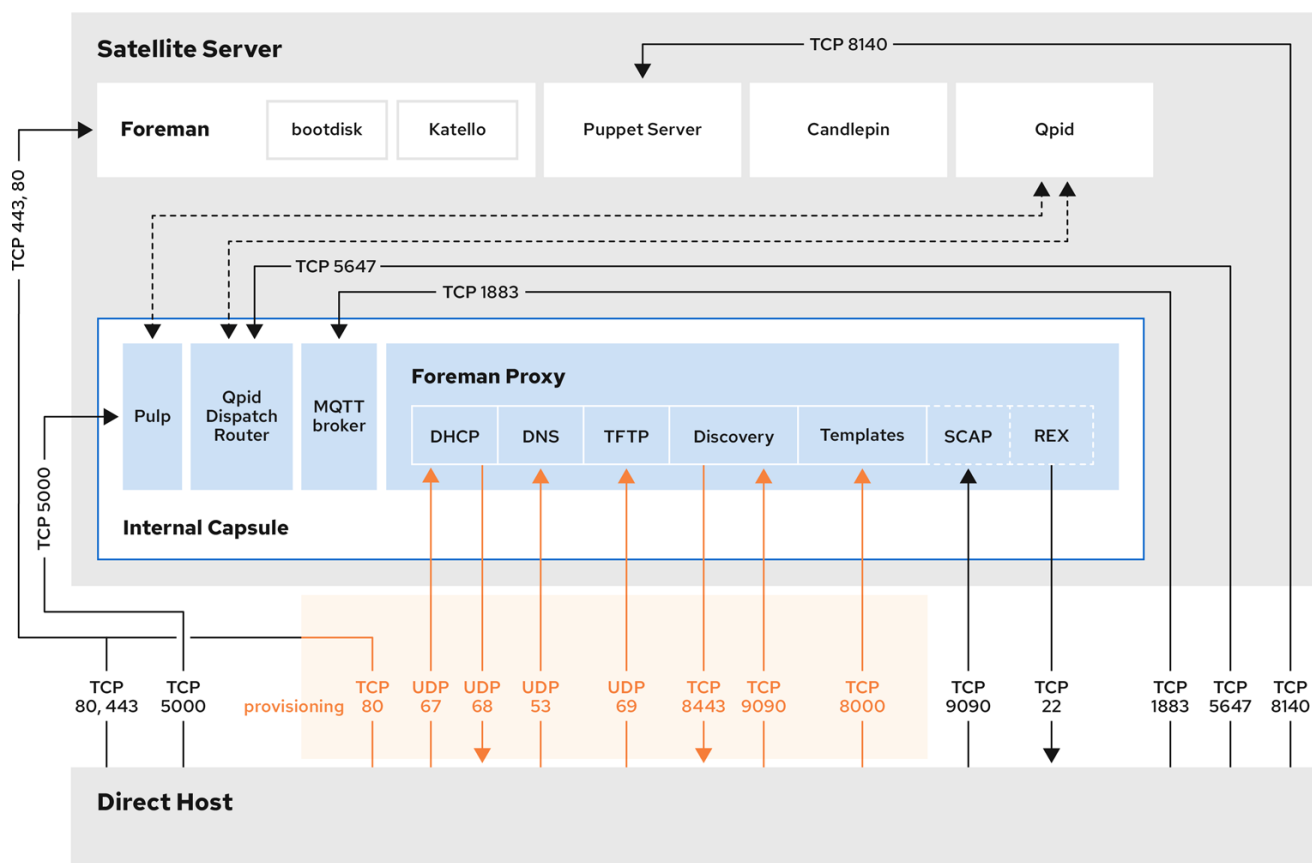 Satellite Server
TCP 8140
Foreman
bootdisk
Katello
Puppet Server
Candlepin
Qpid
TCP 443, 80
TCP 5647
TCP 1883
Pulp
Qpid
Dispatch
Router
MQTT
broker
Foreman Proxy
DHCP
DNS
TFTP
Discovery
Templates
SCAP
REX
Internal Capsule
TCP 5000
TCP
80, 443
TCP
5000
provisioning
TCP
80
UDP
67
UDP
68
UDP
53
UDP
69
TCP
8443
TCP
9090
TCP
8000
TCP
9090
TCP
22
TCP
1883
TCP
5647
TCP
8140
Direct Host